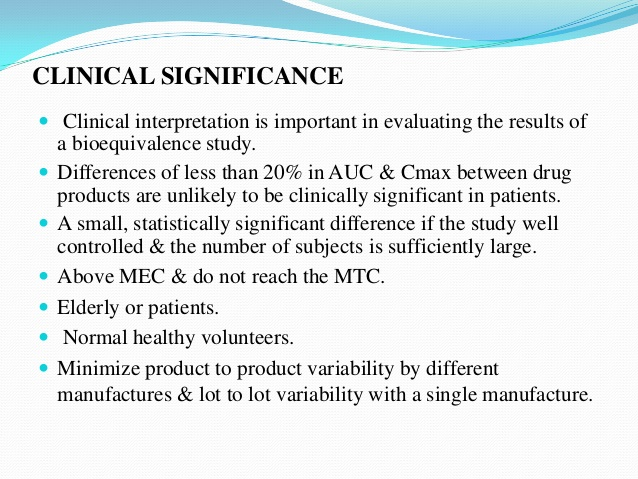 CLINICAL SIGNIFICANCE
Clinical interpretation is important in evaluating the results of
a bioequivalence study.
Differences of less than 20% in AUC & Cmax between drug
products are unlikely to be clinically significant in patients.
A small, statistically significant difference if the study well
controlled & the number of subjects is sufficiently large.
Above MEC & do not reach the MTC.
Elderly or patients.
Normal healthy volunteers.
Minimize product to product variability by different
manufactures & lot to lot variability with a single manufacture.